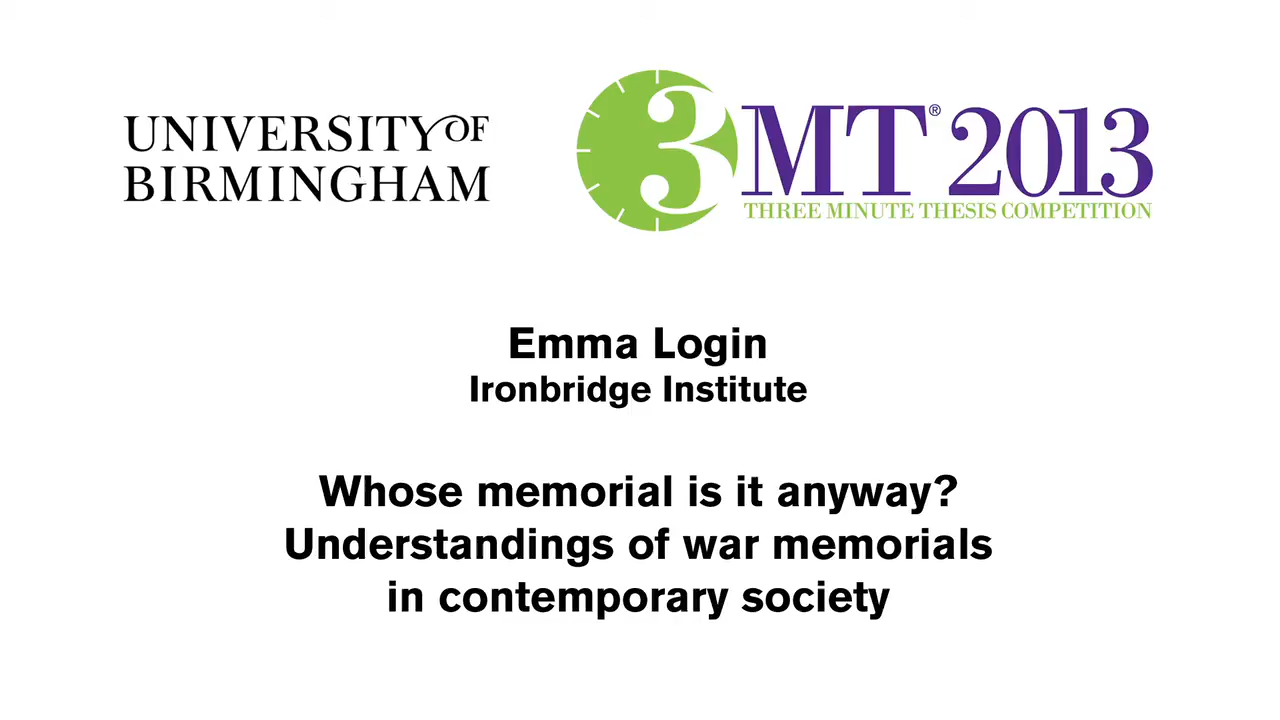 UNIVERSITY OF
BIRMINGHAM
3MT® 2013
THREE MINUTE THESIS COMPETITION
Emma Login
Ironbridge Institute
Whose memorial is it anyway?
Understandings of war memorials
in contemporary society